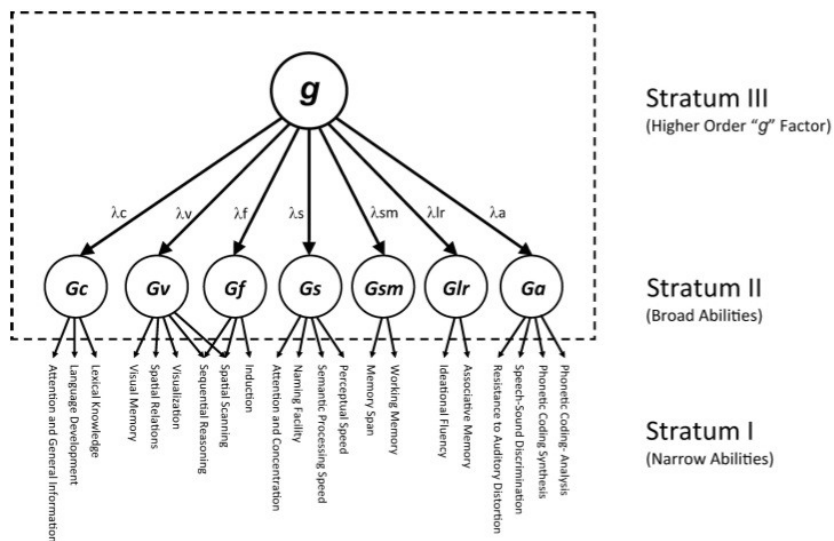 g
Stratum III
(Higher Order "g" Factor)
λc
λv
λf
λs
λsm
λlr
λa
Gc
Gv
Gf
Gs
Gsm
Glr
Ga
Stratum II
(Broad Abilities)
Attention and General Information
Language Development
Lexical Knowledge
Visual Memory
Spatial Relations
Visualization
Sequential Reasoning
Spatial Scanning
Induction
Attention and Concentration
Naming Facility
Semantic Processing Speed
Perceptual Speed
Memory Span
Working Memory
Ideational Fluency
Associative Memory
Resistance to Auditory Distortion
Speech-Sound Discrimination
Phonetic Coding Synthesis
Phonetic Coding- Analysis
Stratum I
(Narrow Abilities)